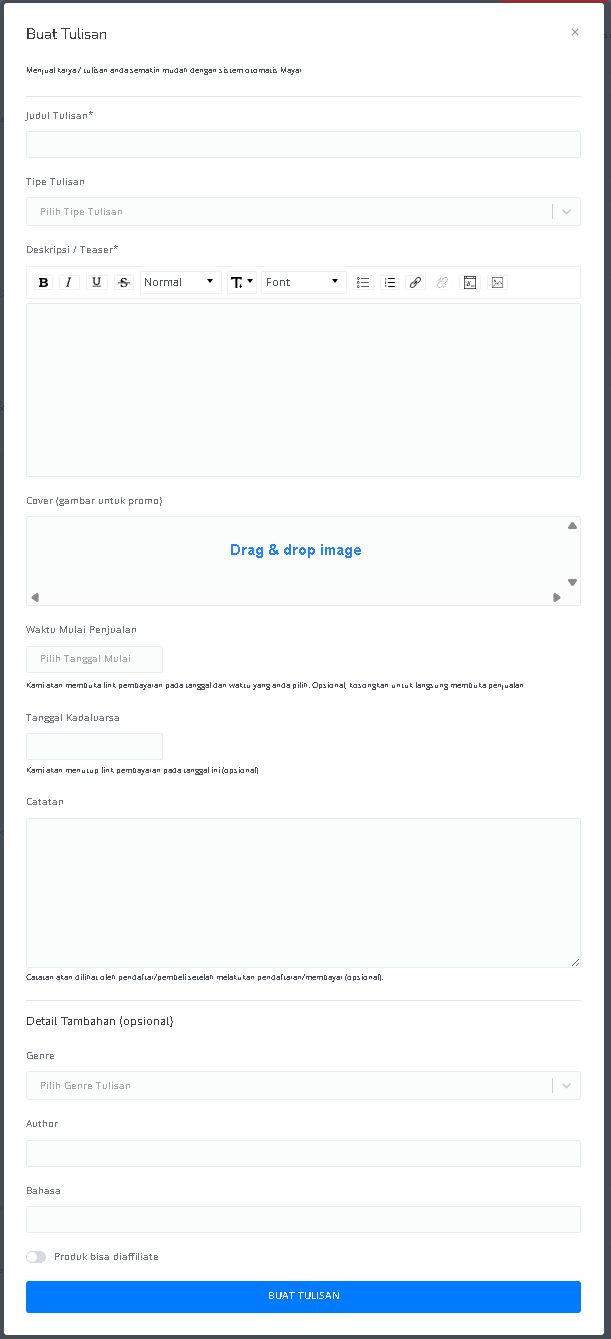 Buat Tulisan
×
Menjual karya / tulisan anda semakin mudah dengan sistem otomatis Mayar
Judul Tulisan*
Tipe Tulisan
Pilih Tipe Tulisan
Deskripsi / Teaser*
B I U S Normal T Font
Cover (gambar untuk promo)
Drag & drop image
Waktu Mulai Penjualan
Pilih Tanggal Mulai
Kami akan membuka link pembayaran pada tanggal dan waktu yang anda pilih. Opsional, kosongkan untuk langsung membuka penjualan
Tanggal Kadaluarsa
Kami akan menutup link pembayaran pada tanggal ini (opsional)
Catatan
Catatan akan dilihat oleh pendaftar/pembeli setelah melakukan pendaftaran/membayar (opsional).
Detail Tambahan (opsional)
Genre
Pilih Genre Tulisan
Author
Bahasa
Produk bisa diaffiliate
BUAT TULISAN